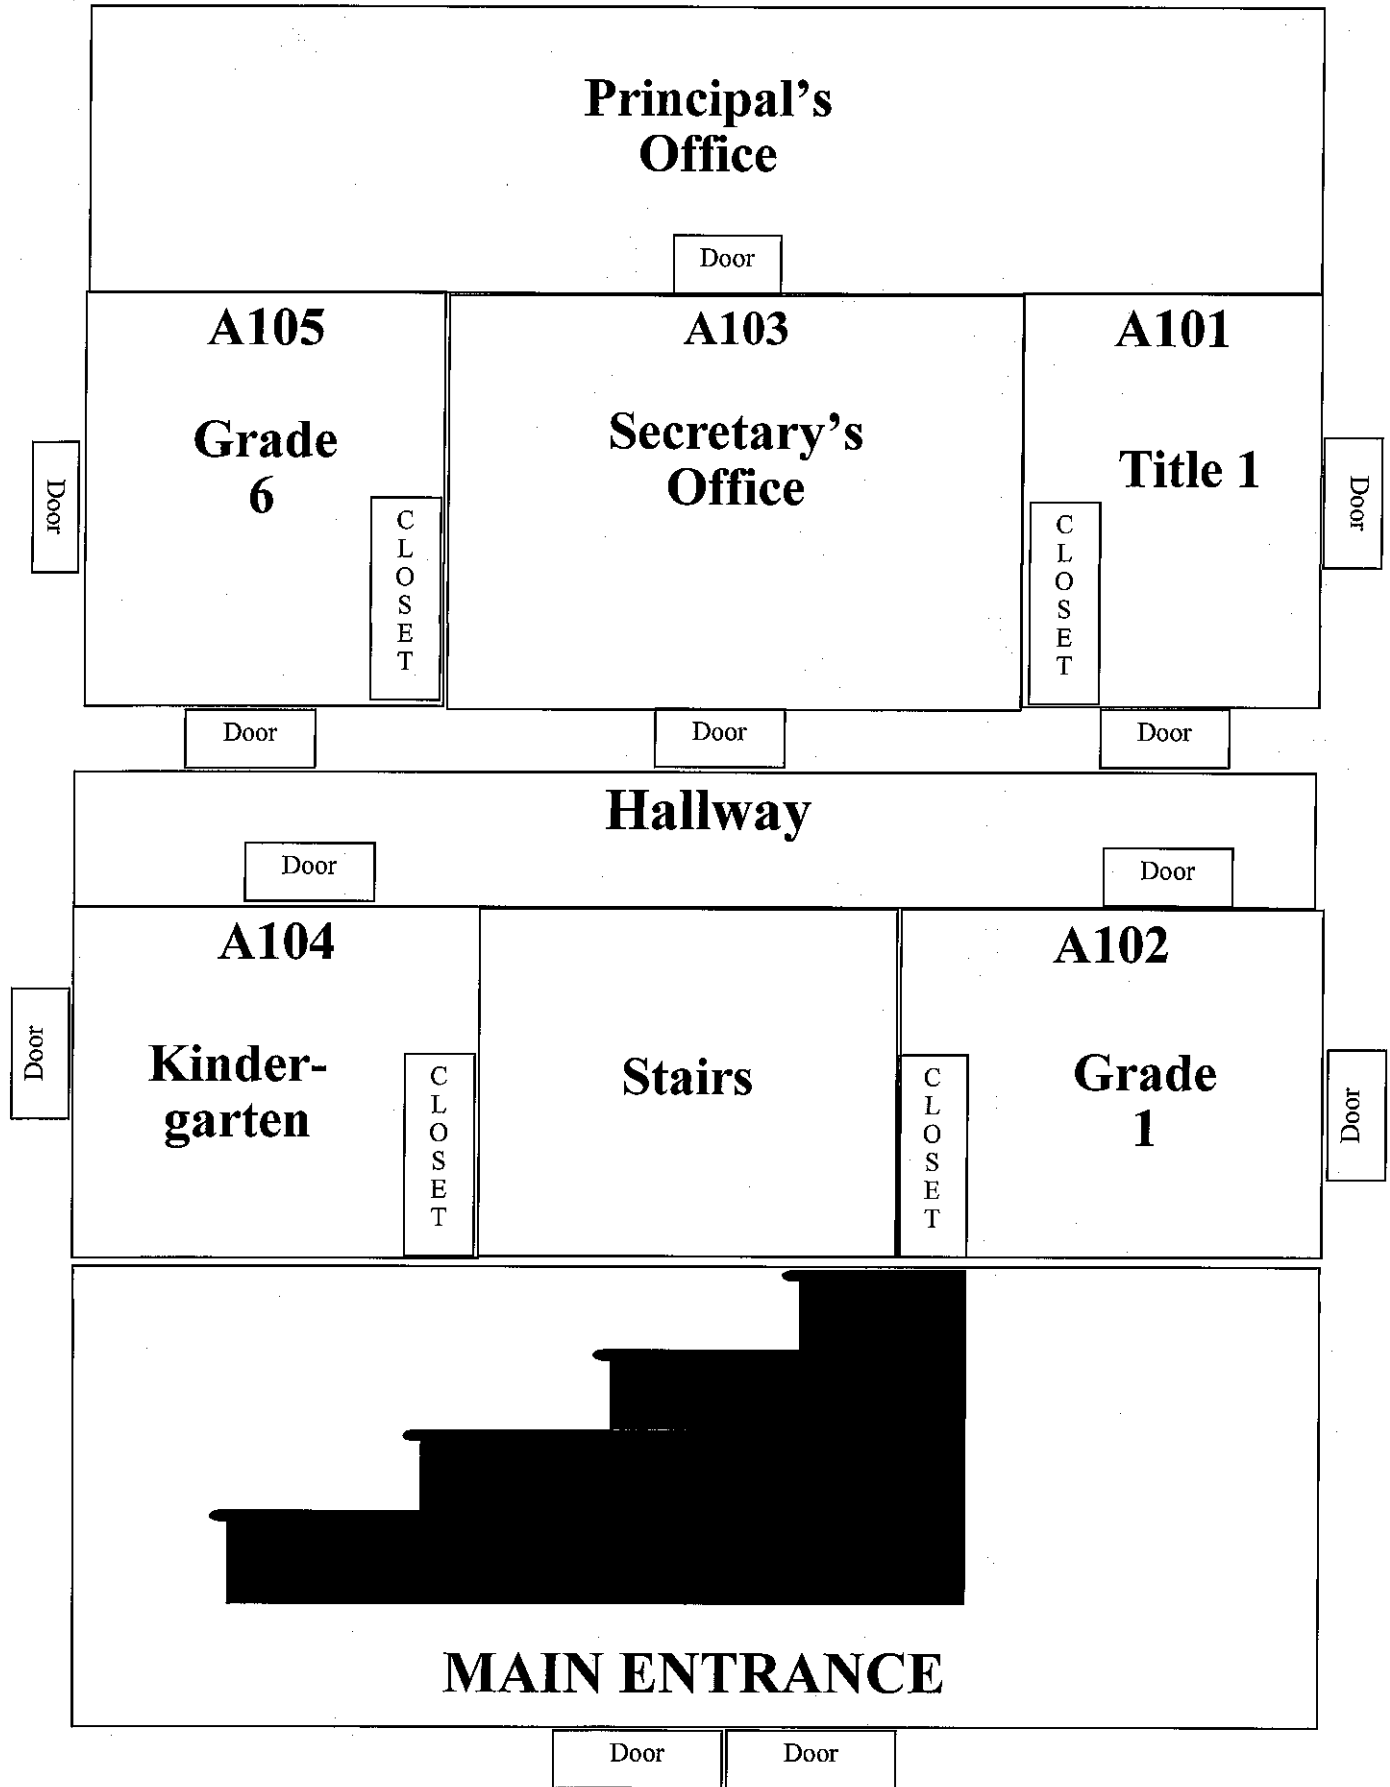 Principal's
Office
Door
A105
A103
A101
Grade
6
Secretary's
Office
Title 1
Door
CLOSET
CLOSET
Door
Door
Door
Door
Hallway
Door
Door
A104
A102
Door
Kinder-
garten
CLOSET
Stairs
CLOSET
Grade
1
Door
MAIN ENTRANCE
Door
Door